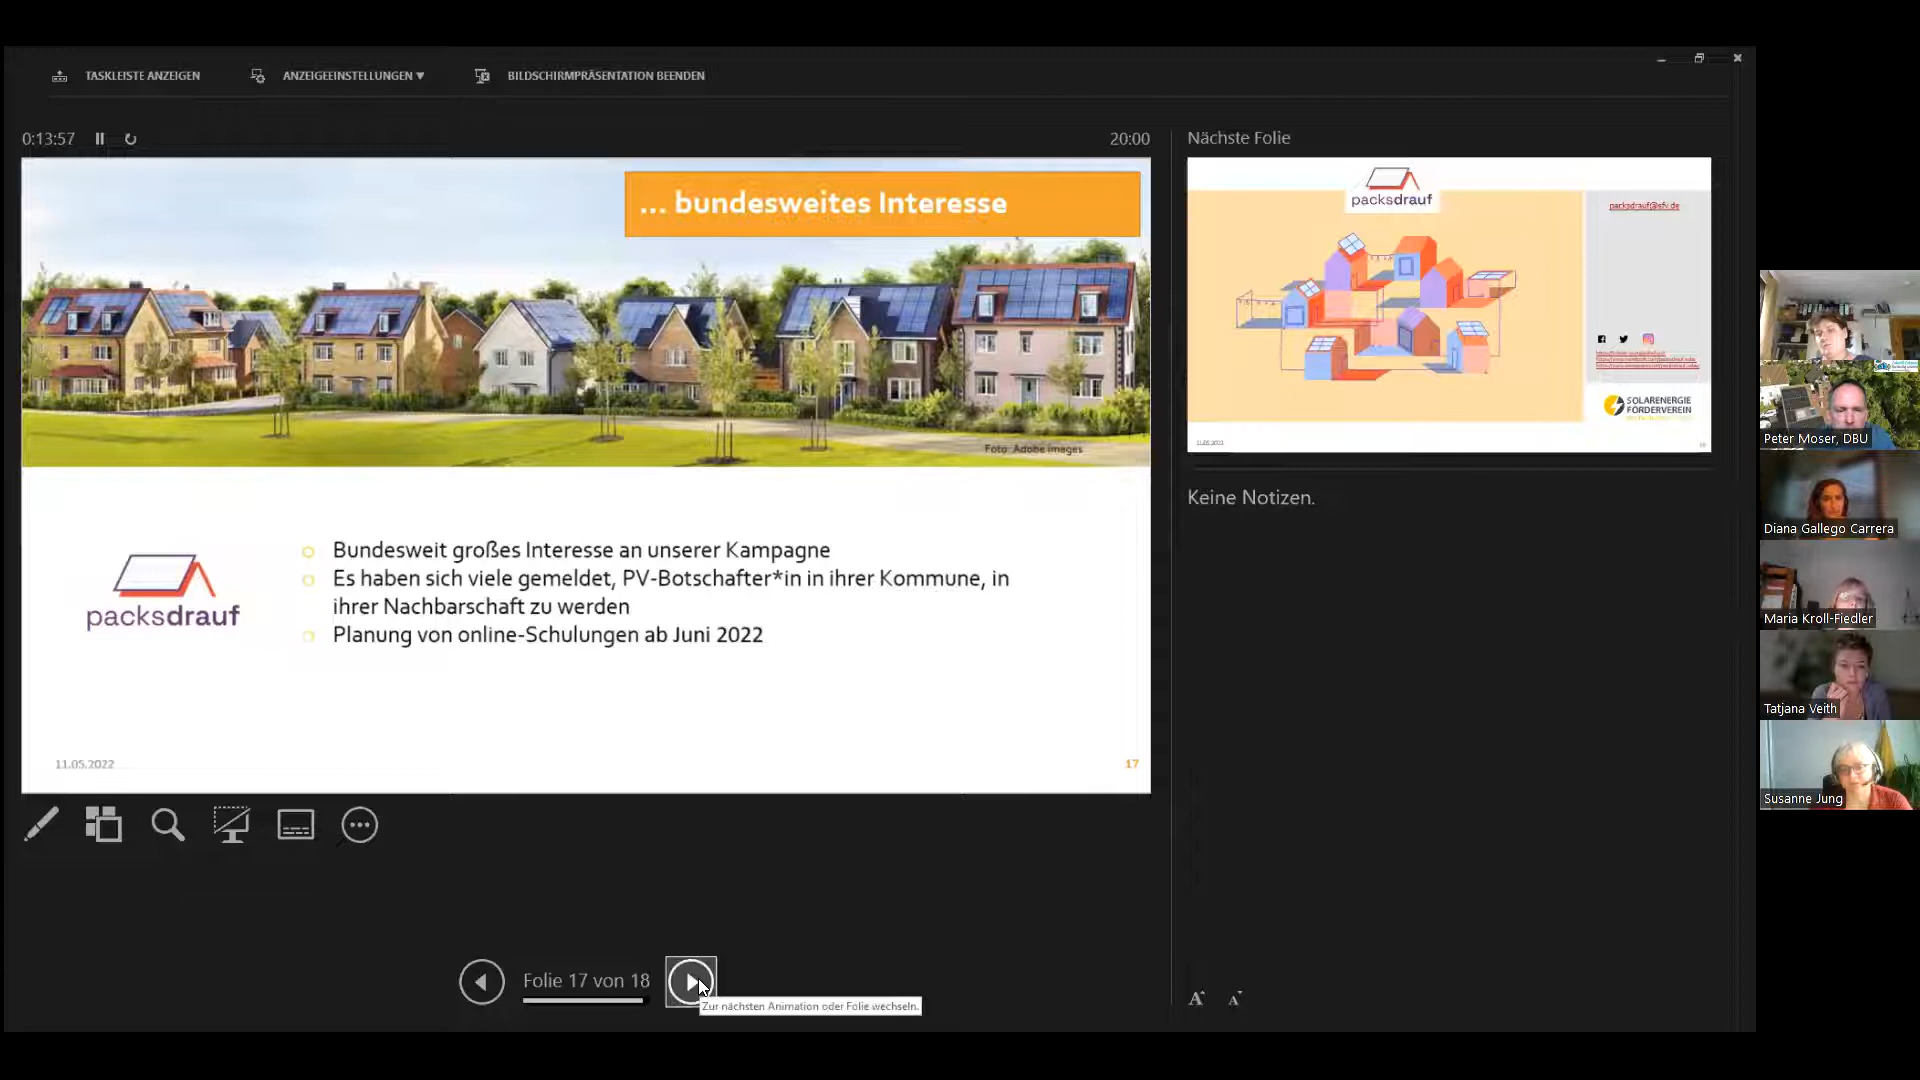 TASKLEISTE ANZEIGEN
ANZEIGEEINSTELLUNGEN ▼
BILDSCHIRMPRÄSENTATION BEENDEN
0:13:57
20:00
... bundesweites Interesse
Foto: Adobe images
packsdrauf
Bundesweit großes Interesse an unserer Kampagne
Es haben sich viele gemeldet, PV-Botschafter*in in ihrer Kommune, in
ihrer Nachbarschaft zu werden
Planung von online-Schulungen ab Juni 2022
11.05.2022
17
Folie 17 von 18
Zur nächsten Animation oder Folie wechseln.
Nächste Folie
packsdrauf
packsdrauf@sfv.de
SOLARENERGIE
FÖRDERVEREIN
11.05.2022
Keine Notizen.
A
A
Peter Moser, DBU
Diana Gallego Carrera
Maria Kroll-Fiedler
Tatjana Veith
Susanne Jung